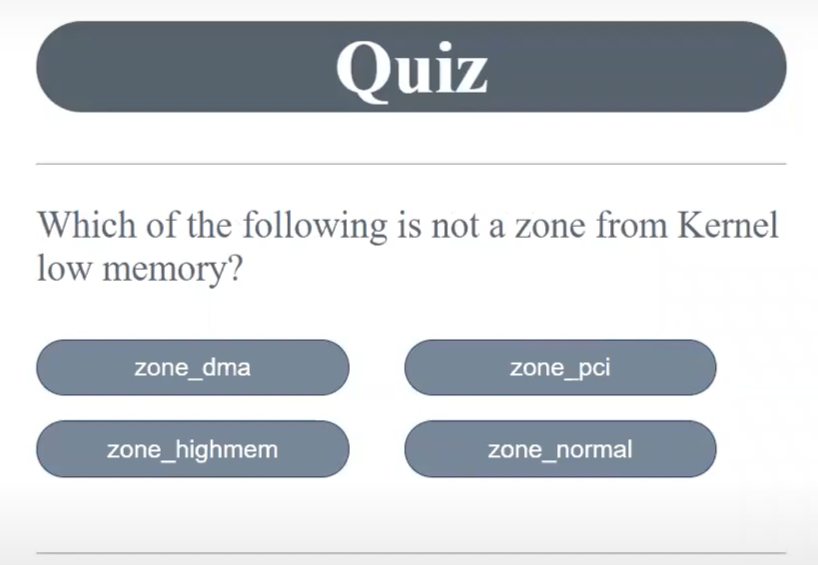 Quiz
Which of the following is not a zone from Kernel
low memory?
zone_dma
zone_pci
zone_highmem
zone_normal